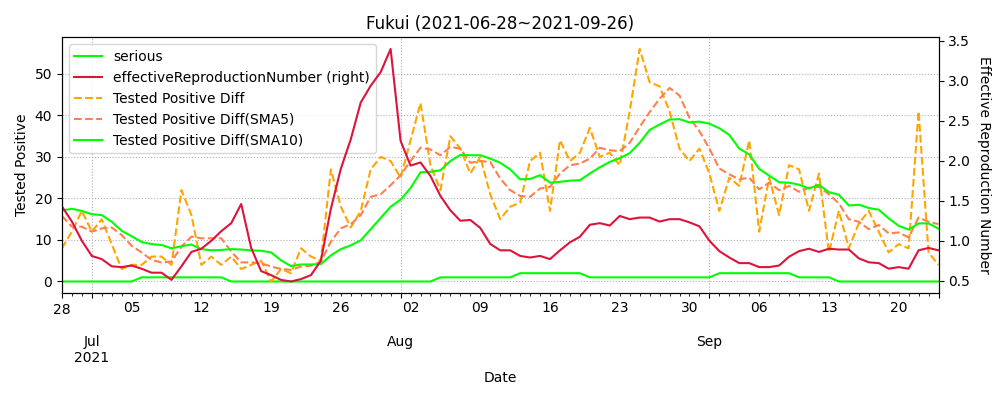 Fukui (2021-06-28~2021-09-26)
serious
effectiveReproductionNumber (right)
Tested Positive Diff
Tested Positive Diff(SMA5)
Tested Positive Diff(SMA10)
Tested Positive
50
40
30
20
10
0
3.5
3.0
2.5
2.0
1.5
1.0
0.5
Effective Reproduction Number
28 05 12 19 26 02 09 16 23 30 06 13 20
Jul Aug Sep
2021
Date